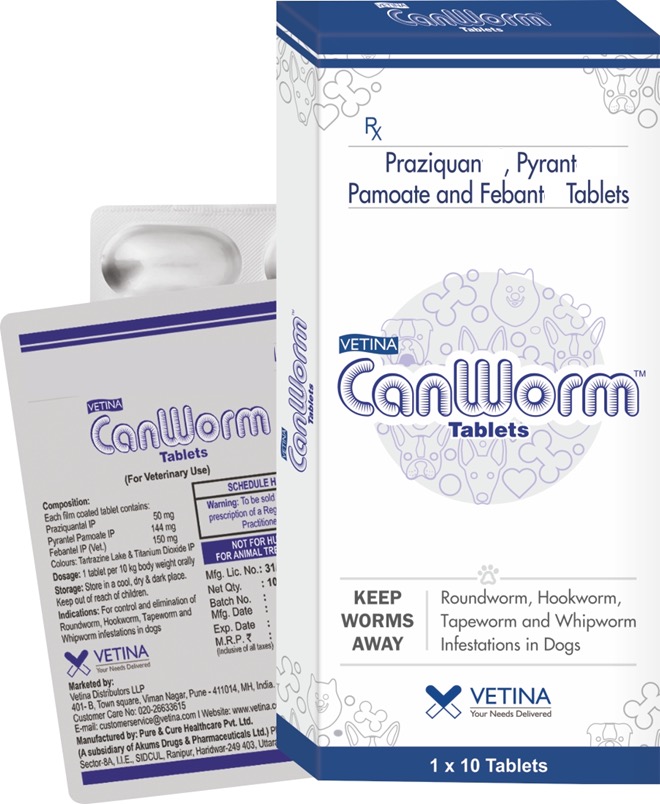 VETINA
CanWorm™
Tablets
Rx
Praziquan , Pyrant
Pamoate and Febant Tablets
VETINA
CanWorm™
Tablets
KEEP
WORMS
AWAY
Roundworm, Hookworm,
Tapeworm and Whipworm
Infestations in Dogs
VETINA
Your Needs Delivered
1 x 10 Tablets
VETINA
CanWorm
Tablets
VETINA
CanWorm
Tablets
(For Veterinary Use)
Composition:
Each film coated tablet contains:
Praziquantal IP 50 mg
Pyrantel Pamoate IP 144 mg
Febantel IP (Vet.) 150 mg
Colours: Tartrazine Lake & Titanium Dioxide IP
Dosage: 1 tablet per 10 kg body weight orally
Storage: Store in a cool, dry & dark place.
Keep out of reach of children.
Indications: For control and elimination of
Roundworm, Hookworm, Tapeworm and
Whipworm infestations in dogs
SCHEDULE H
Warning: To be sold
prescription of a Reg
Practitione
NOT FOR HU
FOR ANIMAL TRE
Mfg. Lic. No.: 31
Net Qty. : 10
Batch No. :
Mfg. Date :
Exp. Date :
M.R.P. ₹ :
(Inclusive of all taxes)
VETINA
Your Needs Delivered
Marketed by:
Vetina Distributors LLP
401- B, Town square, Viman Nagar, Pune - 411014, MH, India.
Customer Care No: 020-26633615
E-mail: customerservice@vetina.com I Website: www.vetina.c
Manufactured by: Pure & Cure Healthcare Pvt. Ltd.
(A subsidiary of Akums Drugs & Pharmaceuticals Ltd.) Pl
Sector-8A, I.I.E., SIDCUL, Ranipur, Haridwar-249 403, Uttara